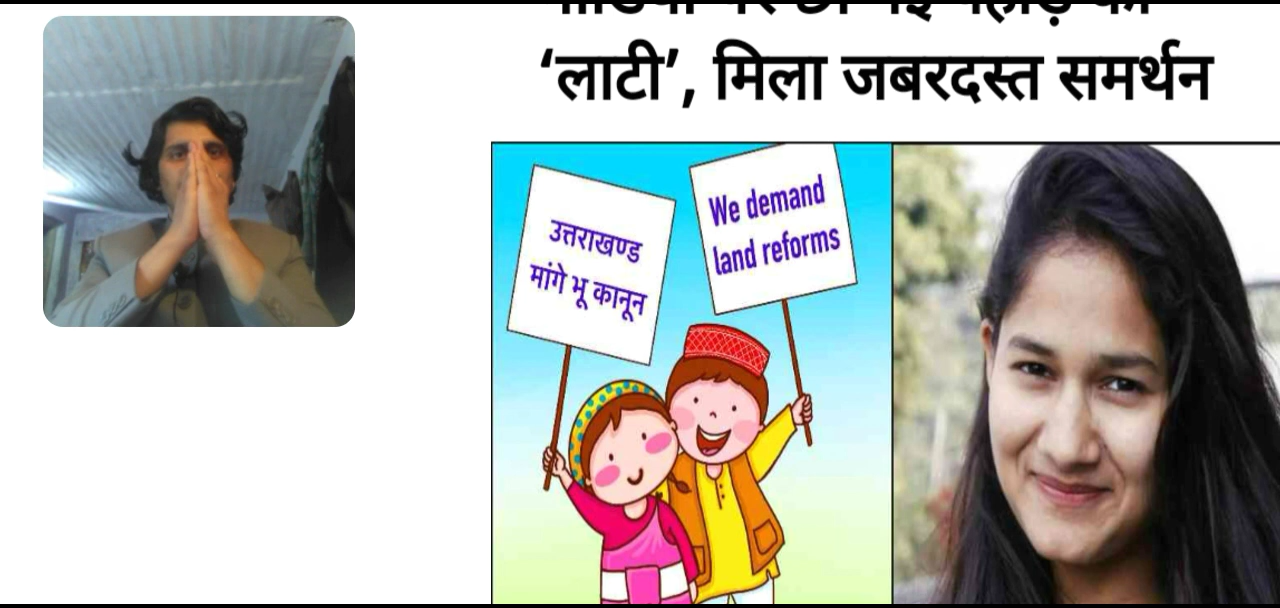 ‘लाटी’, मिला जबरदस्त समर्थन
उत्तराखण्ड
मांगे भू कानून
We demand
land reforms